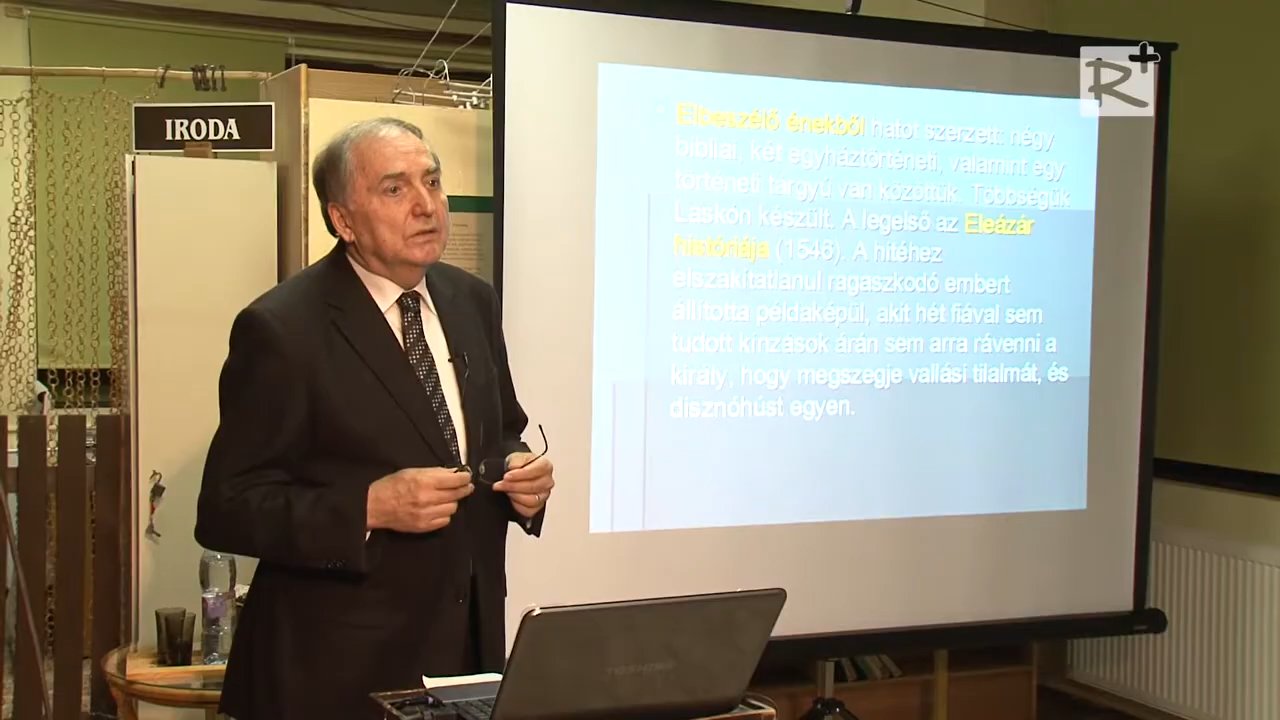 IRODA
R+
Elbeszélő énekből hatot szerzett: négy
bibliai, két egyháztörténeti, valamint egy
történeti tárgyú van közöttük. Többségük
Laskón készült. A legelső az Eleázár
históriája (1546). A hitéhez
elszakítatlanul ragaszkodó embert
állította példaképül, akit hét fiával sem
tudott kínzások árán sem arra rávenni a
király, hogy megszegje vallási tilalmát, és
disznóhúst egyen.
TOSHIBA